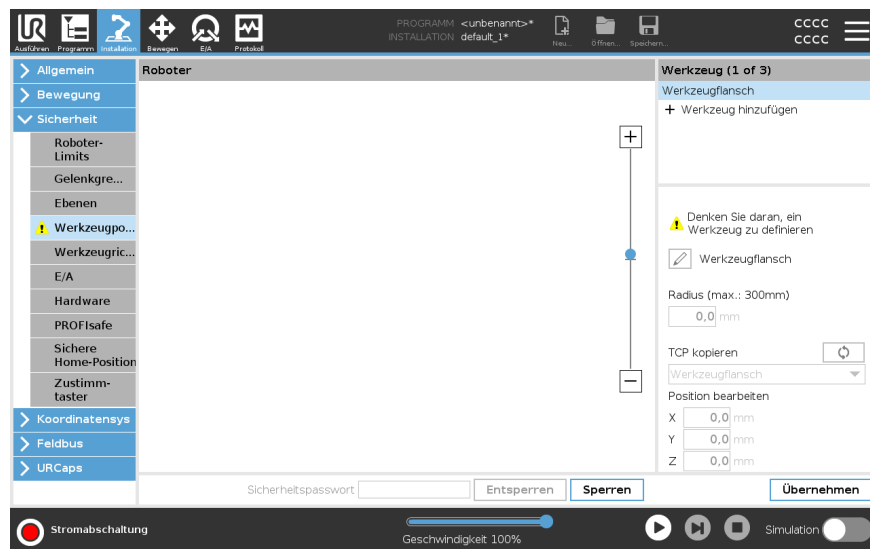 PROGRAMM <unbenannt>*
INSTALLATION default_1*
Ausführen
Programm
Installation
Bewegen
E/A
Protokoll
Neu...
Öffnen...
Speichern...
CCCC
CCCC
Allgemein
Bewegung
Sicherheit
Roboter-
Limits
Gelenkgre...
Ebenen
Werkzeugpo...
Werkzeugric...
E/A
Hardware
PROFIsafe
Sichere
Home-Position
Zustimm-
taster
Koordinatensys
Feldbus
URCaps
Roboter
Sicherheitspasswort
Entsperren
Sperren
Werkzeug (1 of 3)
Werkzeugflansch
Werkzeug hinzufügen
Denken Sie daran, ein
Werkzeug zu definieren
Werkzeugflansch
Radius (max.: 300mm)
0,0 mm
TCP kopieren
Werkzeugflansch
Position bearbeiten
X 0,0 mm
Y 0,0 mm
Z 0,0 mm
Übernehmen
Stromabschaltung
Geschwindigkeit 100%
Simulation